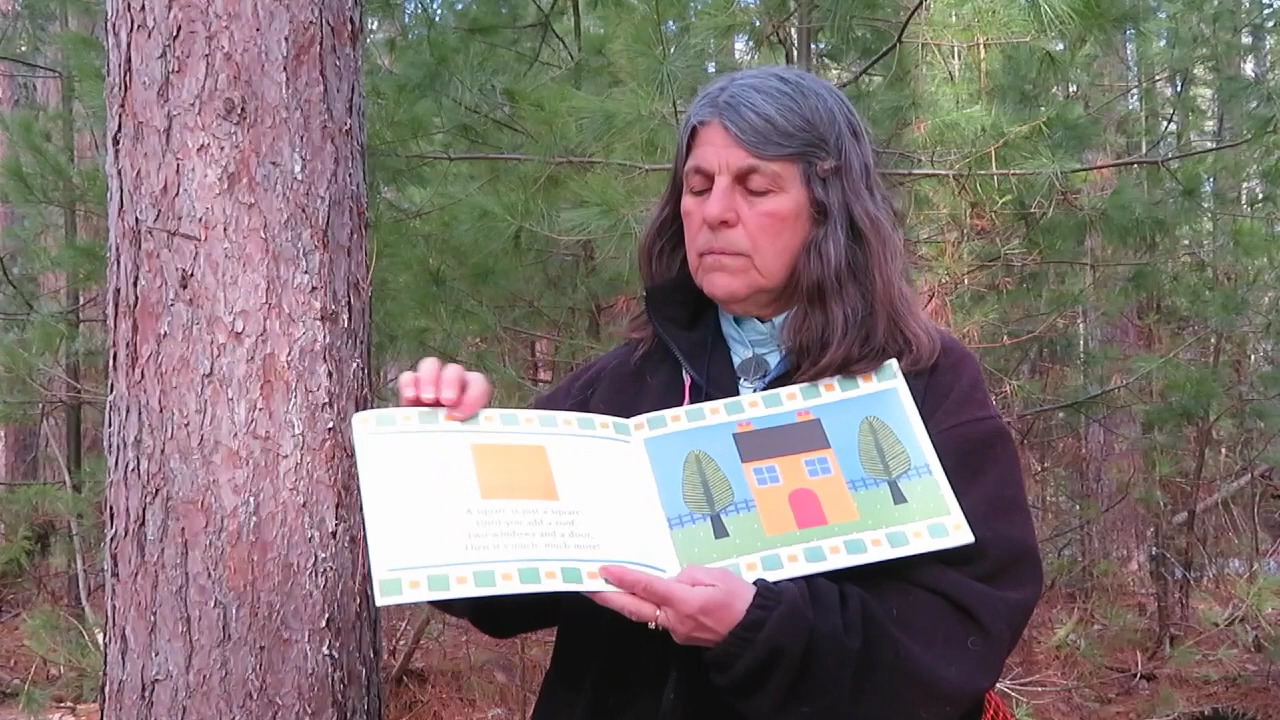 A square is just a square,
Until you add a roof,
Two windows and a door,
Then it's much, much more!